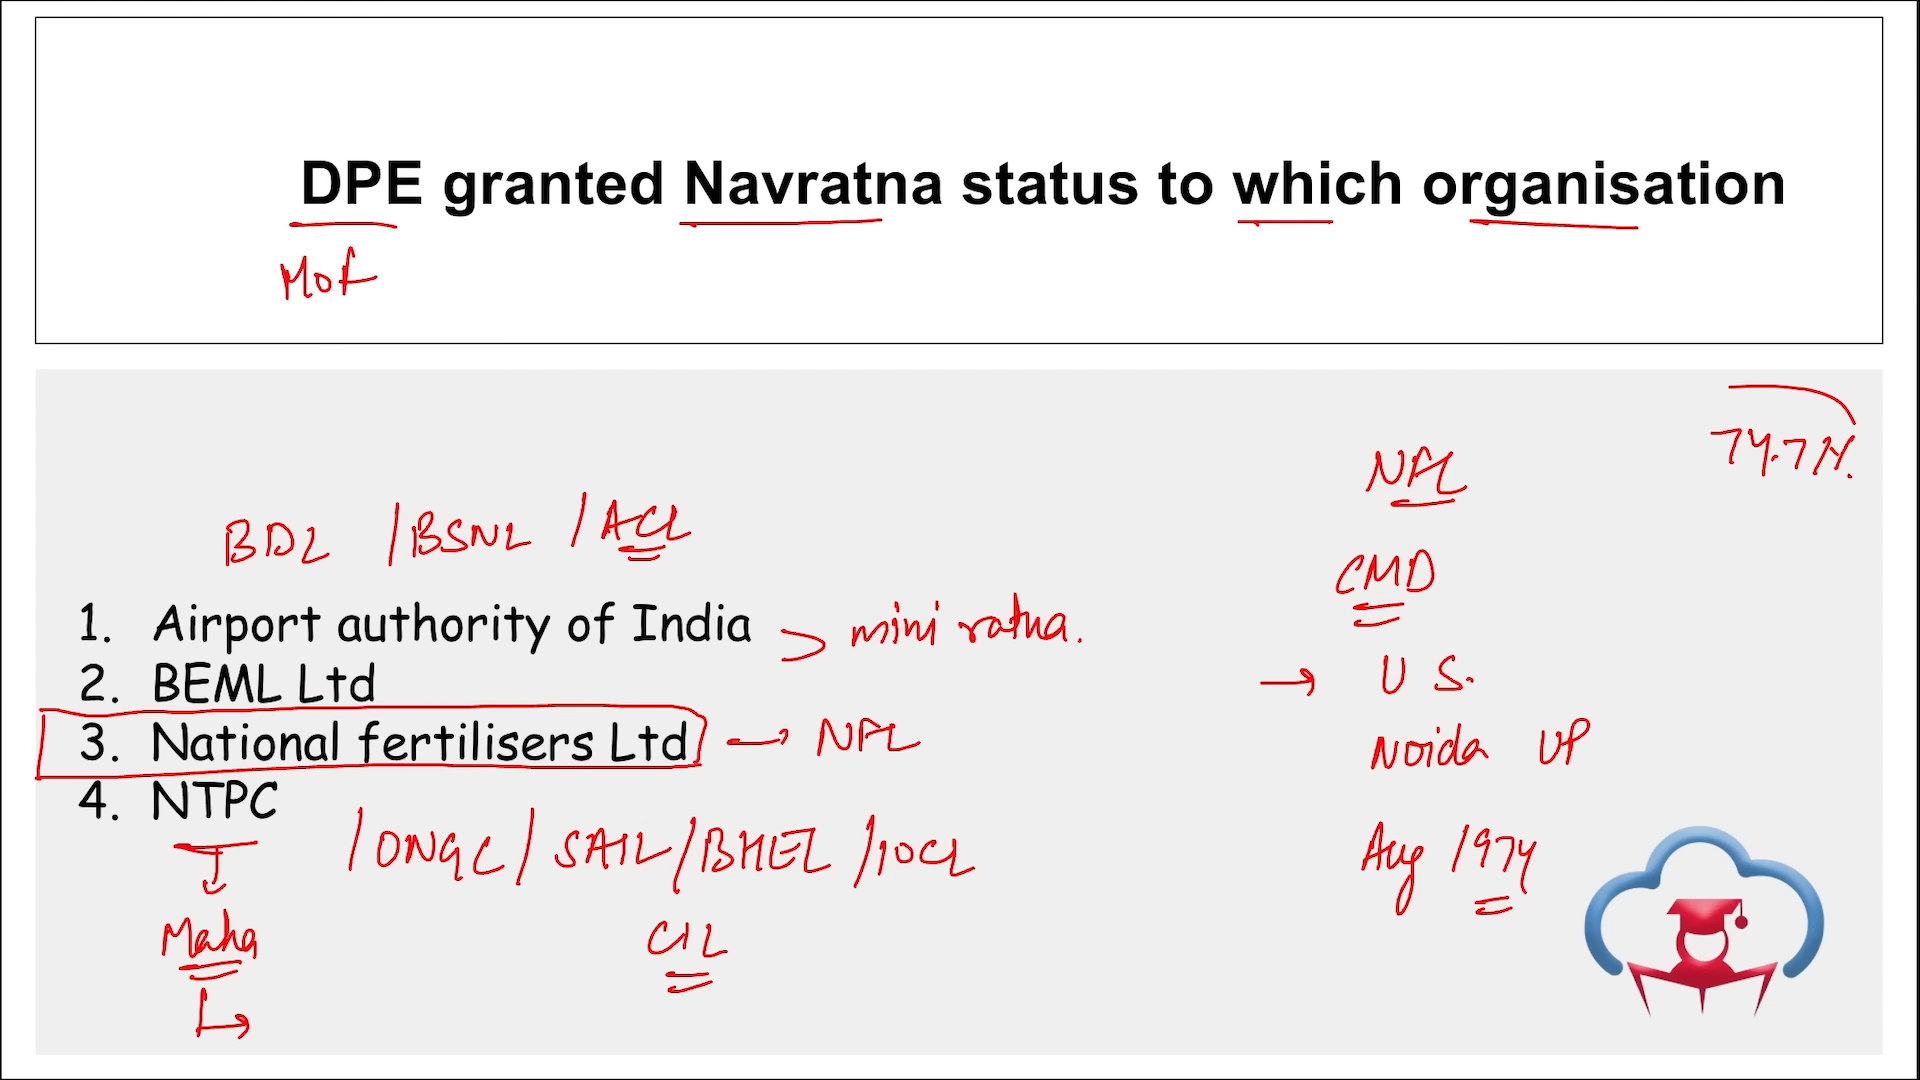 DPE granted Navratna status to which organisation
MoF
74.7%.
NFL
BDL / BSNL / ACL
CMD
1. Airport authority of India > mini ratna.
2. BEML Ltd
→ U S.
3. National fertilisers Ltd → NFL
Noida UP
4. NTPC
/ ONGC / SAIL / BHEL / IOCL
Aug 1974
Maha
CIL